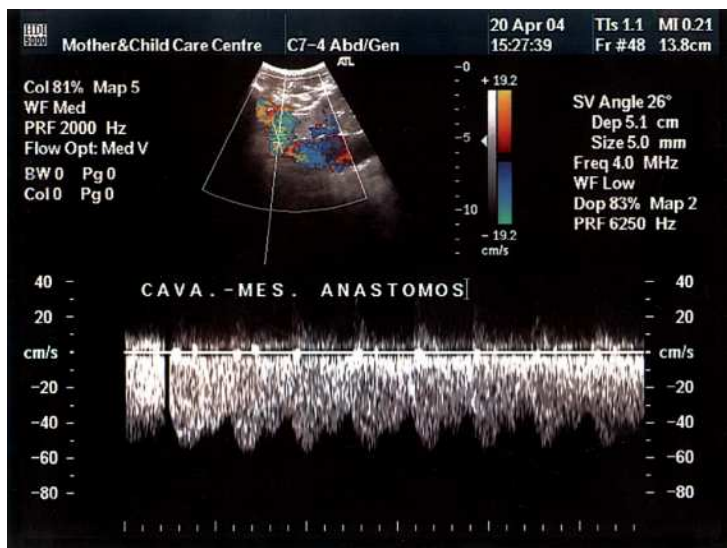 HDI
5000
Mother&Child Care Centre
C7-4 Abd/Gen
20 Apr 04
15:27:39
TIs 1.1 MI 0.21
Fr #48 13.8cm
ATL
Col 81% Map 5
WF Med
PRF 2000 Hz
Flow Opt: Med V
BW 0 Pg 0
Col 0 Pg 0
0
5
10
+ 19.2
- 19.2
cm/s
SV Angle 26°
Dep 5.1 cm
Size 5.0 mm
Freq 4.0 MHz
WF Low
Dop 83% Map 2
PRF 6250 Hz
CAVA.-MES. ANASTOMOS
40
20
cm/s
-20
-40
-60
-80
40
20
cm/s
-20
-40
-60
-80